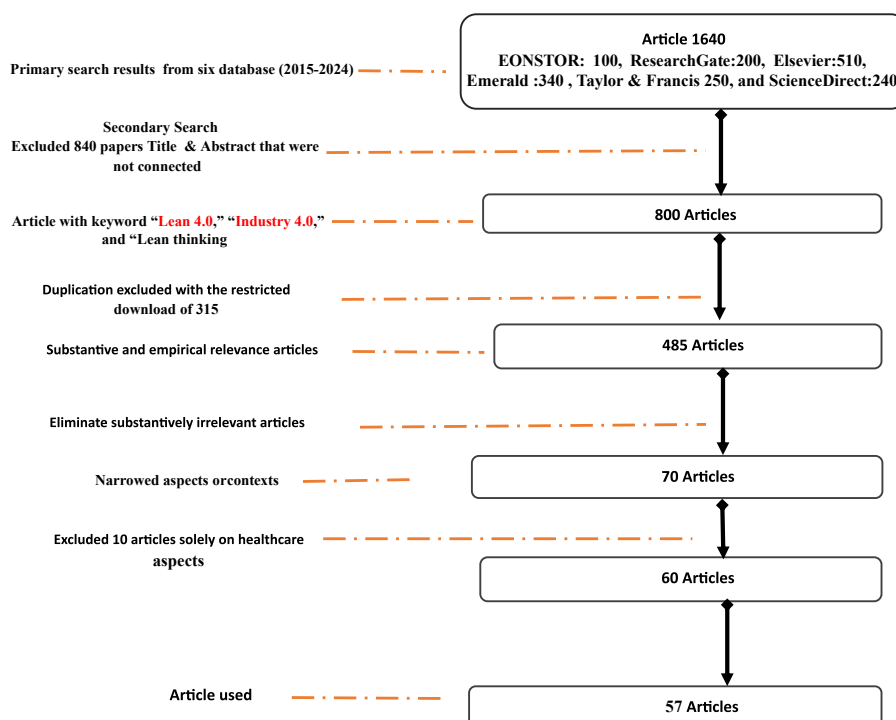 Article 1640
EONSTOR: 100, ResearchGate:200, Elsevier:510,
Emerald :340 , Taylor & Francis 250, and ScienceDirect:240
Primary search results from six database (2015-2024)
Secondary Search
Excluded 840 papers Title & Abstract that were
not connected
800 Articles
Article with keyword “Lean 4.0,” “Industry 4.0,”
and “Lean thinking
Duplication excluded with the restricted
download of 315
485 Articles
Substantive and empirical relevance articles
Eliminate substantively irrelevant articles
70 Articles
Narrowed aspects orcontexts
Excluded 10 articles solely on healthcare
aspects
60 Articles
Article used
57 Articles